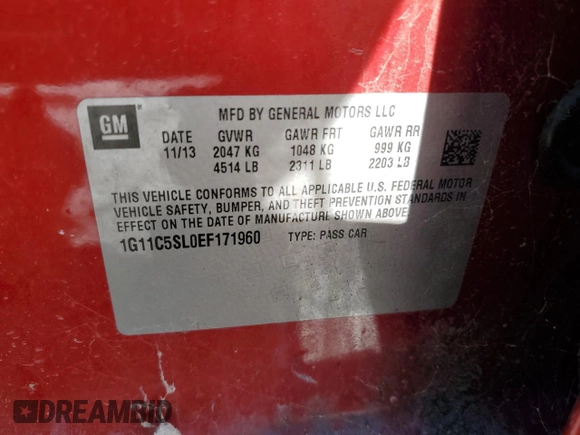 MFD BY GENERAL MOTORS LLC
GM
DATE GVWR GAWR FRT GAWR RR
11/13 2047 KG 1048 KG 999 KG
4514 LB 2311 LB 2203 LB
THIS VEHICLE CONFORMS TO ALL APPLICABLE U.S. FEDERAL MOTOR
VEHICLE SAFETY, BUMPER, AND THEFT PREVENTION STANDARDS IN
EFFECT ON THE DATE OF MANUFACTURE SHOWN ABOVE.
1G11C5SL0EF171960 TYPE: PASS CAR
DREAMBID